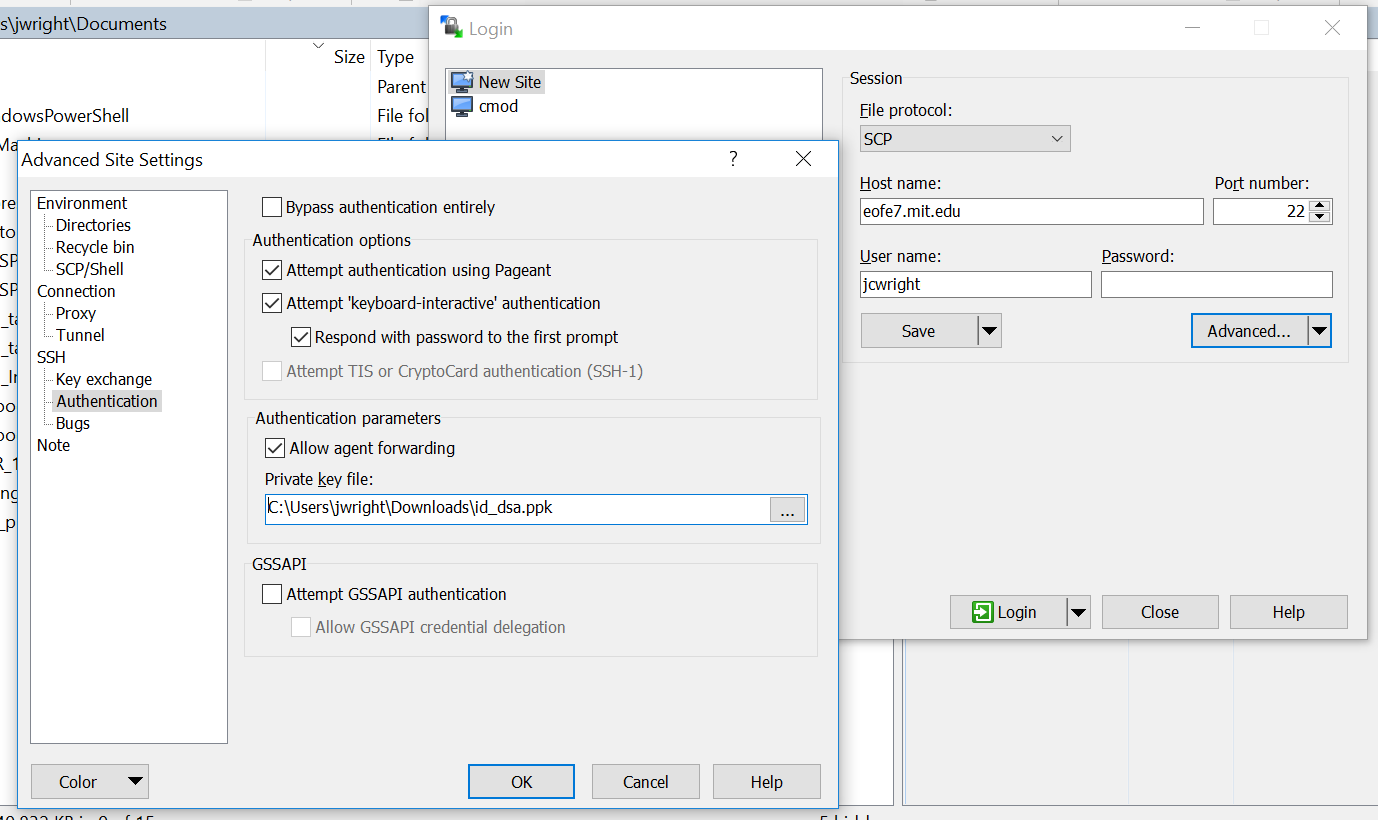 s\jwright\Documents
Size Type
Parent
dowsPowerShell
File fol
Login
New Site
cmod
Session
File protocol:
SCP
Host name:
Port number:
eofe7.mit.edu
22
User name:
Password:
jcwright
Save
Advanced...
Login
Close
Help
Advanced Site Settings
?
Environment
Directories
Recycle bin
SCP/Shell
Connection
Proxy
Tunnel
SSH
Key exchange
Authentication
Bugs
Note
Bypass authentication entirely
Authentication options
Attempt authentication using Pageant
Attempt 'keyboard-interactive' authentication
Respond with password to the first prompt
Attempt TIS or CryptoCard authentication (SSH-1)
Authentication parameters
Allow agent forwarding
Private key file:
C:\Users\jwright\Downloads\id_dsa.ppk
...
GSSAPI
Attempt GSSAPI authentication
Allow GSSAPI credential delegation
Color
OK
Cancel
Help